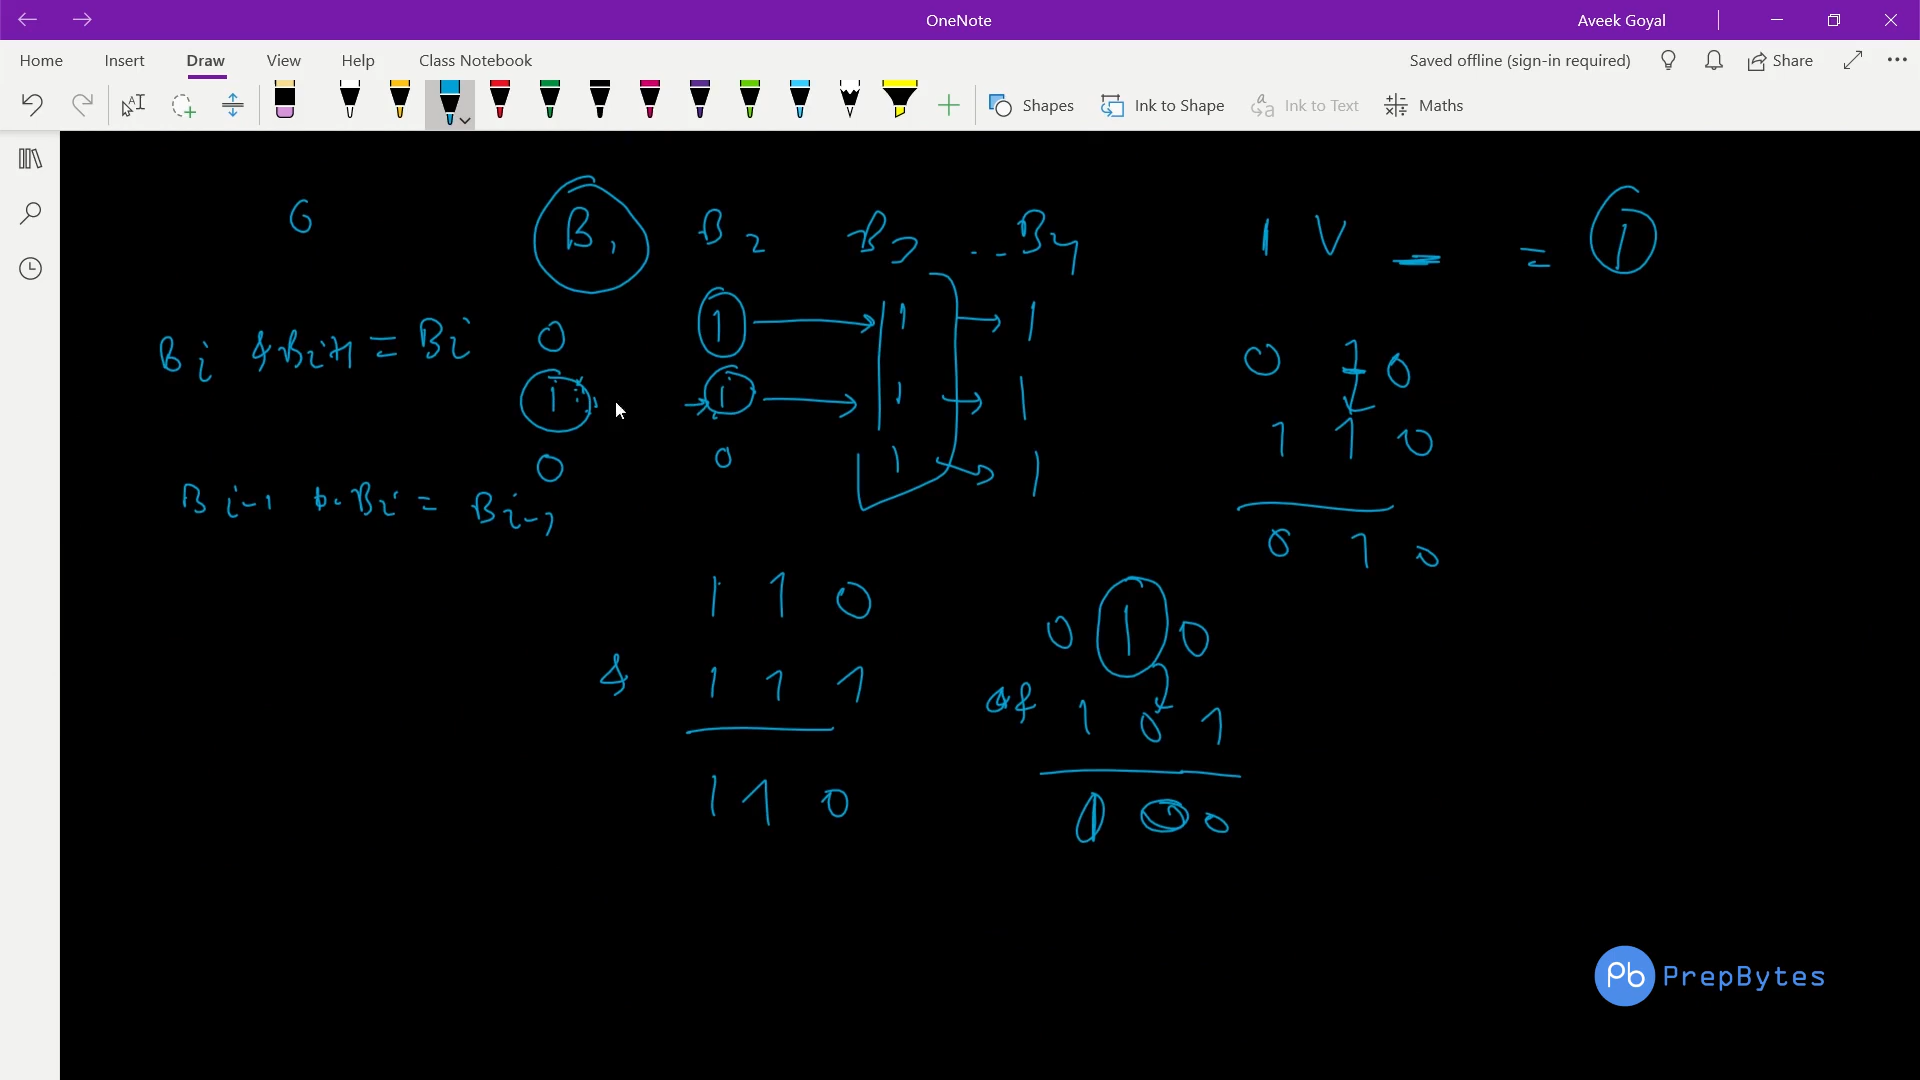 OneNote
Aveek Goyal
Home Insert Draw View Help Class Notebook
Saved offline (sign-in required) Share
Shapes Ink to Shape Ink to Text Maths
B1 B2 B3 .. B4
1 V = 1
Bi & Bi+1 = Bi
0 1 1 1
1 1 1 1
0 0 1 1
Bi-1 & Bi = Bi-1
0 1 0
1 1 0
0 1 0
1 1 0
& 1 1 1
1 1 0
0 1 0
& 1 0 1
0 0
Pb PrepBytes